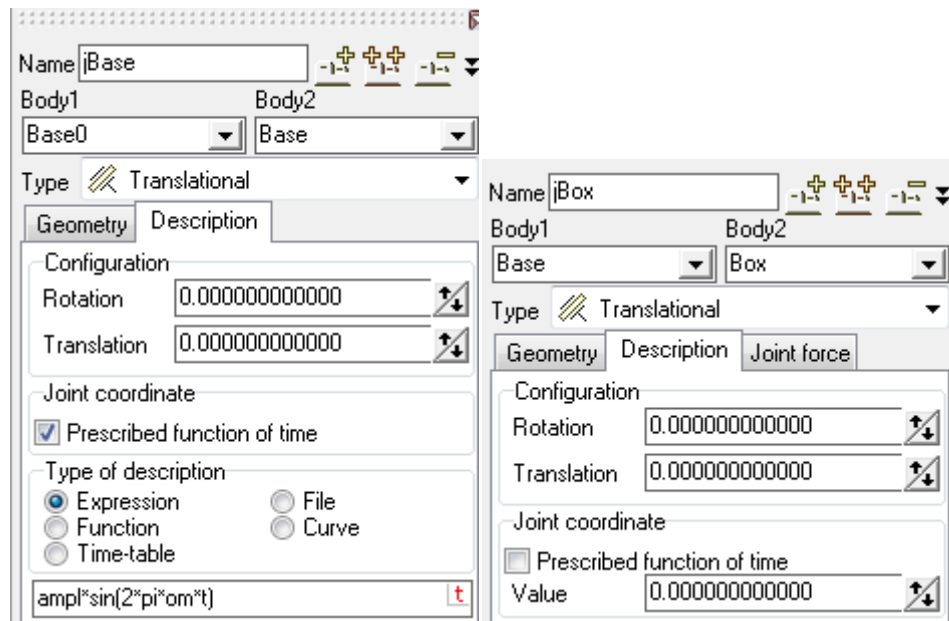 Name jBase
Body1 Body2
Base0 Base
Type Translational
Geometry Description
Configuration
Rotation 0.000000000000
Translation 0.000000000000
Joint coordinate
Prescribed function of time
Type of description
Expression File
Function Curve
Time-table
ampl*sin(2*pi*om*t) t
Name jBox
Body1 Body2
Base Box
Type Translational
Geometry Description Joint force
Configuration
Rotation 0.000000000000
Translation 0.000000000000
Joint coordinate
Prescribed function of time
Value 0.000000000000